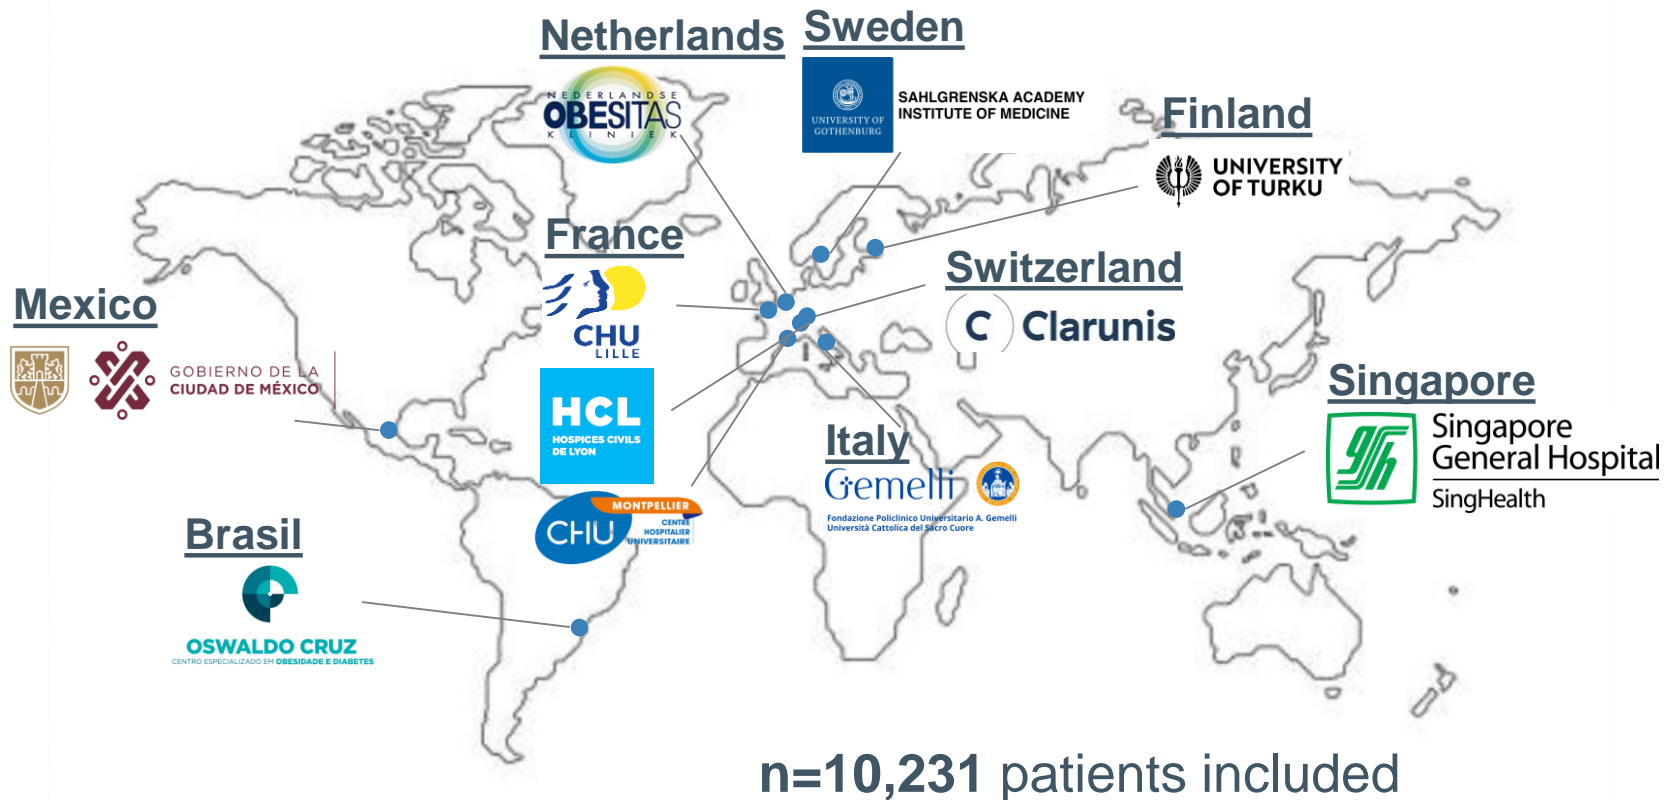 Netherlands
NEDERLANDSE
OBESITAS
KLINIEK
Sweden
UNIVERSITY OF
GOTHENBURG
SAHLGRENSKA ACADEMY
INSTITUTE OF MEDICINE
Finland
UNIVERSITY
OF TURKU
France
CHU
LILLE
HCL
HOSPICES CIVILS
DE LYON
MONTPELLIER
CHU
CENTRE
HOSPITALIER
UNIVERSITAIRE
Switzerland
C Clarunis
Mexico
GOBIERNO DE LA
CIUDAD DE MÉXICO
Singapore
Singapore
General Hospital
SingHealth
Italy
Gemelli
Fondazione Policlinico Universitario A. Gemelli
Università Cattolica del Sacro Cuore
Brasil
OSWALDO CRUZ
CENTRO ESPECIALIZADO EM OBESIDADE E DIABETES
n=10,231 patients included